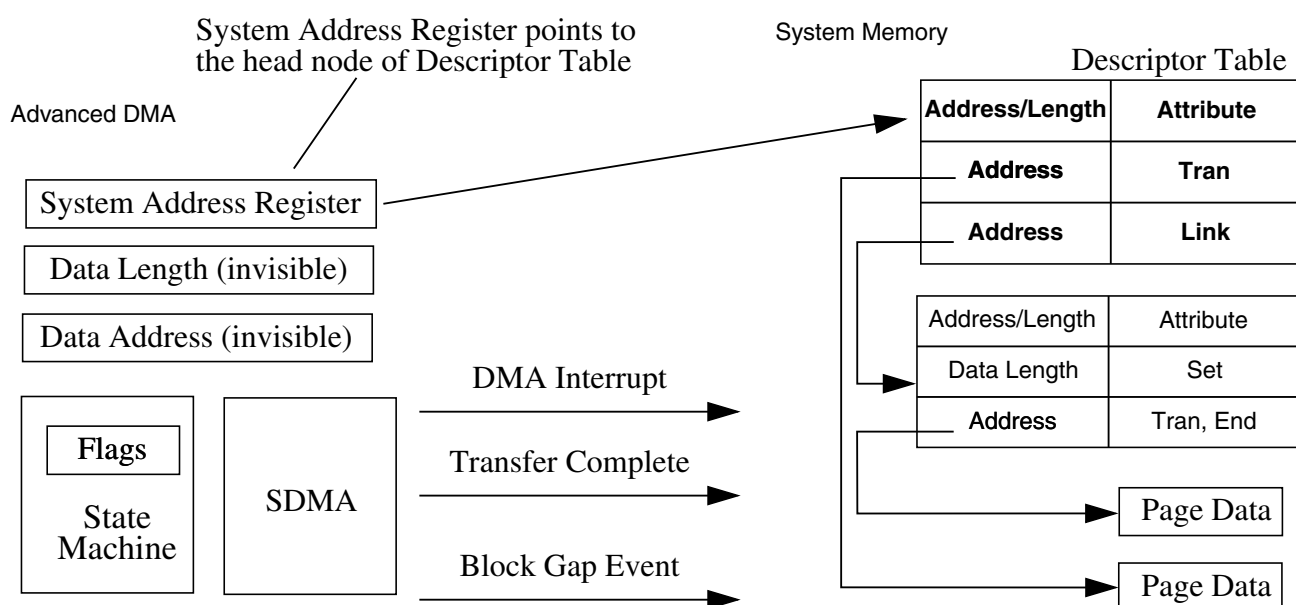 System Address Register points to
the head node of Descriptor Table
System Memory
Descriptor Table
Advanced DMA
Address/Length Attribute
Address Tran
Address Link
System Address Register
Data Length (invisible)
Data Address (invisible)
Address/Length Attribute
Data Length Set
Address Tran, End
Flags
State
Machine
SDMA
DMA Interrupt
Transfer Complete
Block Gap Event
Page Data
Page Data